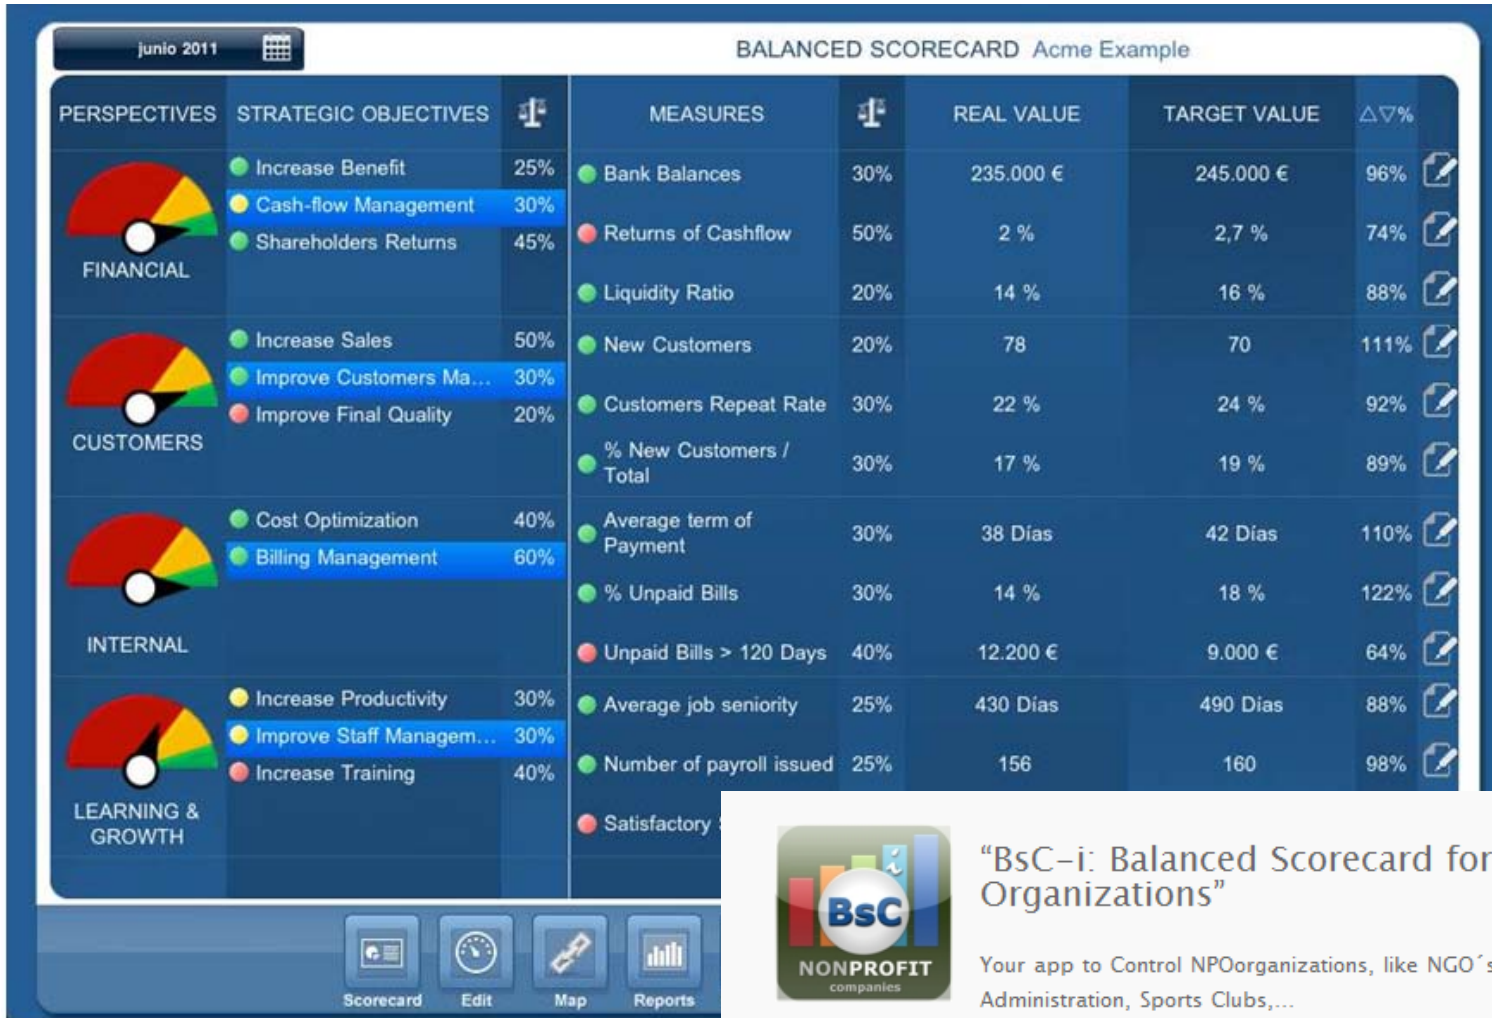 junio 2011
BALANCED SCORECARD Acme Example
PERSPECTIVES STRATEGIC OBJECTIVES MEASURES REAL VALUE TARGET VALUE △▽%
FINANCIAL
Increase Benefit 25%
Cash-flow Management 30%
Shareholders Returns 45%
Bank Balances 30% 235.000 € 245.000 € 96%
Returns of Cashflow 50% 2 % 2,7 % 74%
Liquidity Ratio 20% 14 % 16 % 88%
CUSTOMERS
Increase Sales 50%
Improve Customers Ma... 30%
Improve Final Quality 20%
New Customers 20% 78 70 111%
Customers Repeat Rate 30% 22 % 24 % 92%
% New Customers /
Total 30% 17 % 19 % 89%
INTERNAL
Cost Optimization 40%
Billing Management 60%
Average term of
Payment 30% 38 Días 42 Días 110%
% Unpaid Bills 30% 14 % 18 % 122%
Unpaid Bills > 120 Days 40% 12.200 € 9.000 € 64%
LEARNING &
GROWTH
Increase Productivity 30%
Improve Staff Managem... 30%
Increase Training 40%
Average job seniority 25% 430 Días 490 Días 88%
Number of payroll issued 25% 156 160 98%
Satisfactory
Scorecard Edit Map Reports
i
BsC
NONPROFIT
companies
“BsC-i: Balanced Scorecard for
Organizations”
Your app to Control NPOorganizations, like NGO´s
Administration, Sports Clubs,...